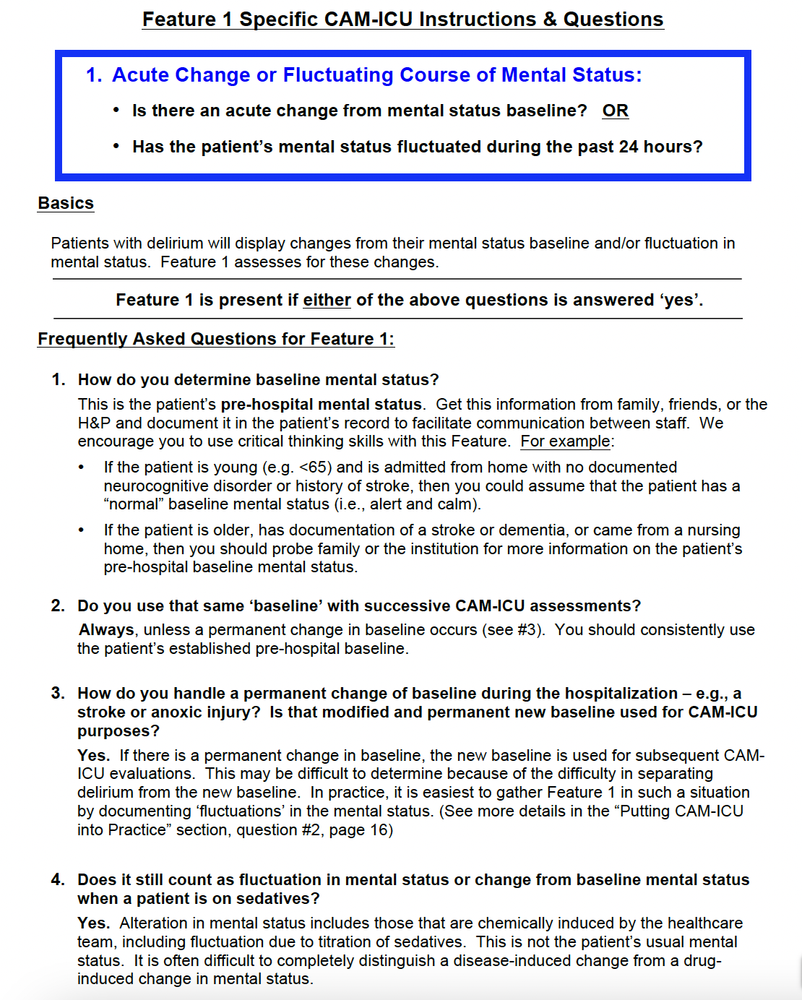 Feature 1 Specific CAM-ICU Instructions & Questions
1. Acute Change or Fluctuating Course of Mental Status:
• Is there an acute change from mental status baseline? OR
• Has the patient’s mental status fluctuated during the past 24 hours?
Basics
Patients with delirium will display changes from their mental status baseline and/or fluctuation in
mental status. Feature 1 assesses for these changes.
Feature 1 is present if either of the above questions is answered ‘yes’.
Frequently Asked Questions for Feature 1:
1. How do you determine baseline mental status?
This is the patient’s pre-hospital mental status. Get this information from family, friends, or the
H&P and document it in the patient’s record to facilitate communication between staff. We
encourage you to use critical thinking skills with this Feature. For example:
• If the patient is young (e.g. <65) and is admitted from home with no documented
neurocognitive disorder or history of stroke, then you could assume that the patient has a
“normal” baseline mental status (i.e., alert and calm).
• If the patient is older, has documentation of a stroke or dementia, or came from a nursing
home, then you should probe family or the institution for more information on the patient’s
pre-hospital baseline mental status.
2. Do you use that same ‘baseline’ with successive CAM-ICU assessments?
Always, unless a permanent change in baseline occurs (see #3). You should consistently use
the patient’s established pre-hospital baseline.
3. How do you handle a permanent change of baseline during the hospitalization – e.g., a
stroke or anoxic injury? Is that modified and permanent new baseline used for CAM-ICU
purposes?
Yes. If there is a permanent change in baseline, the new baseline is used for subsequent CAM-
ICU evaluations. This may be difficult to determine because of the difficulty in separating
delirium from the new baseline. In practice, it is easiest to gather Feature 1 in such a situation
by documenting ‘fluctuations’ in the mental status. (See more details in the “Putting CAM-ICU
into Practice” section, question #2, page 16)
4. Does it still count as fluctuation in mental status or change from baseline mental status
when a patient is on sedatives?
Yes. Alteration in mental status includes those that are chemically induced by the healthcare
team, including fluctuation due to titration of sedatives. This is not the patient’s usual mental
status. It is often difficult to completely distinguish a disease-induced change from a drug-
induced change in mental status.